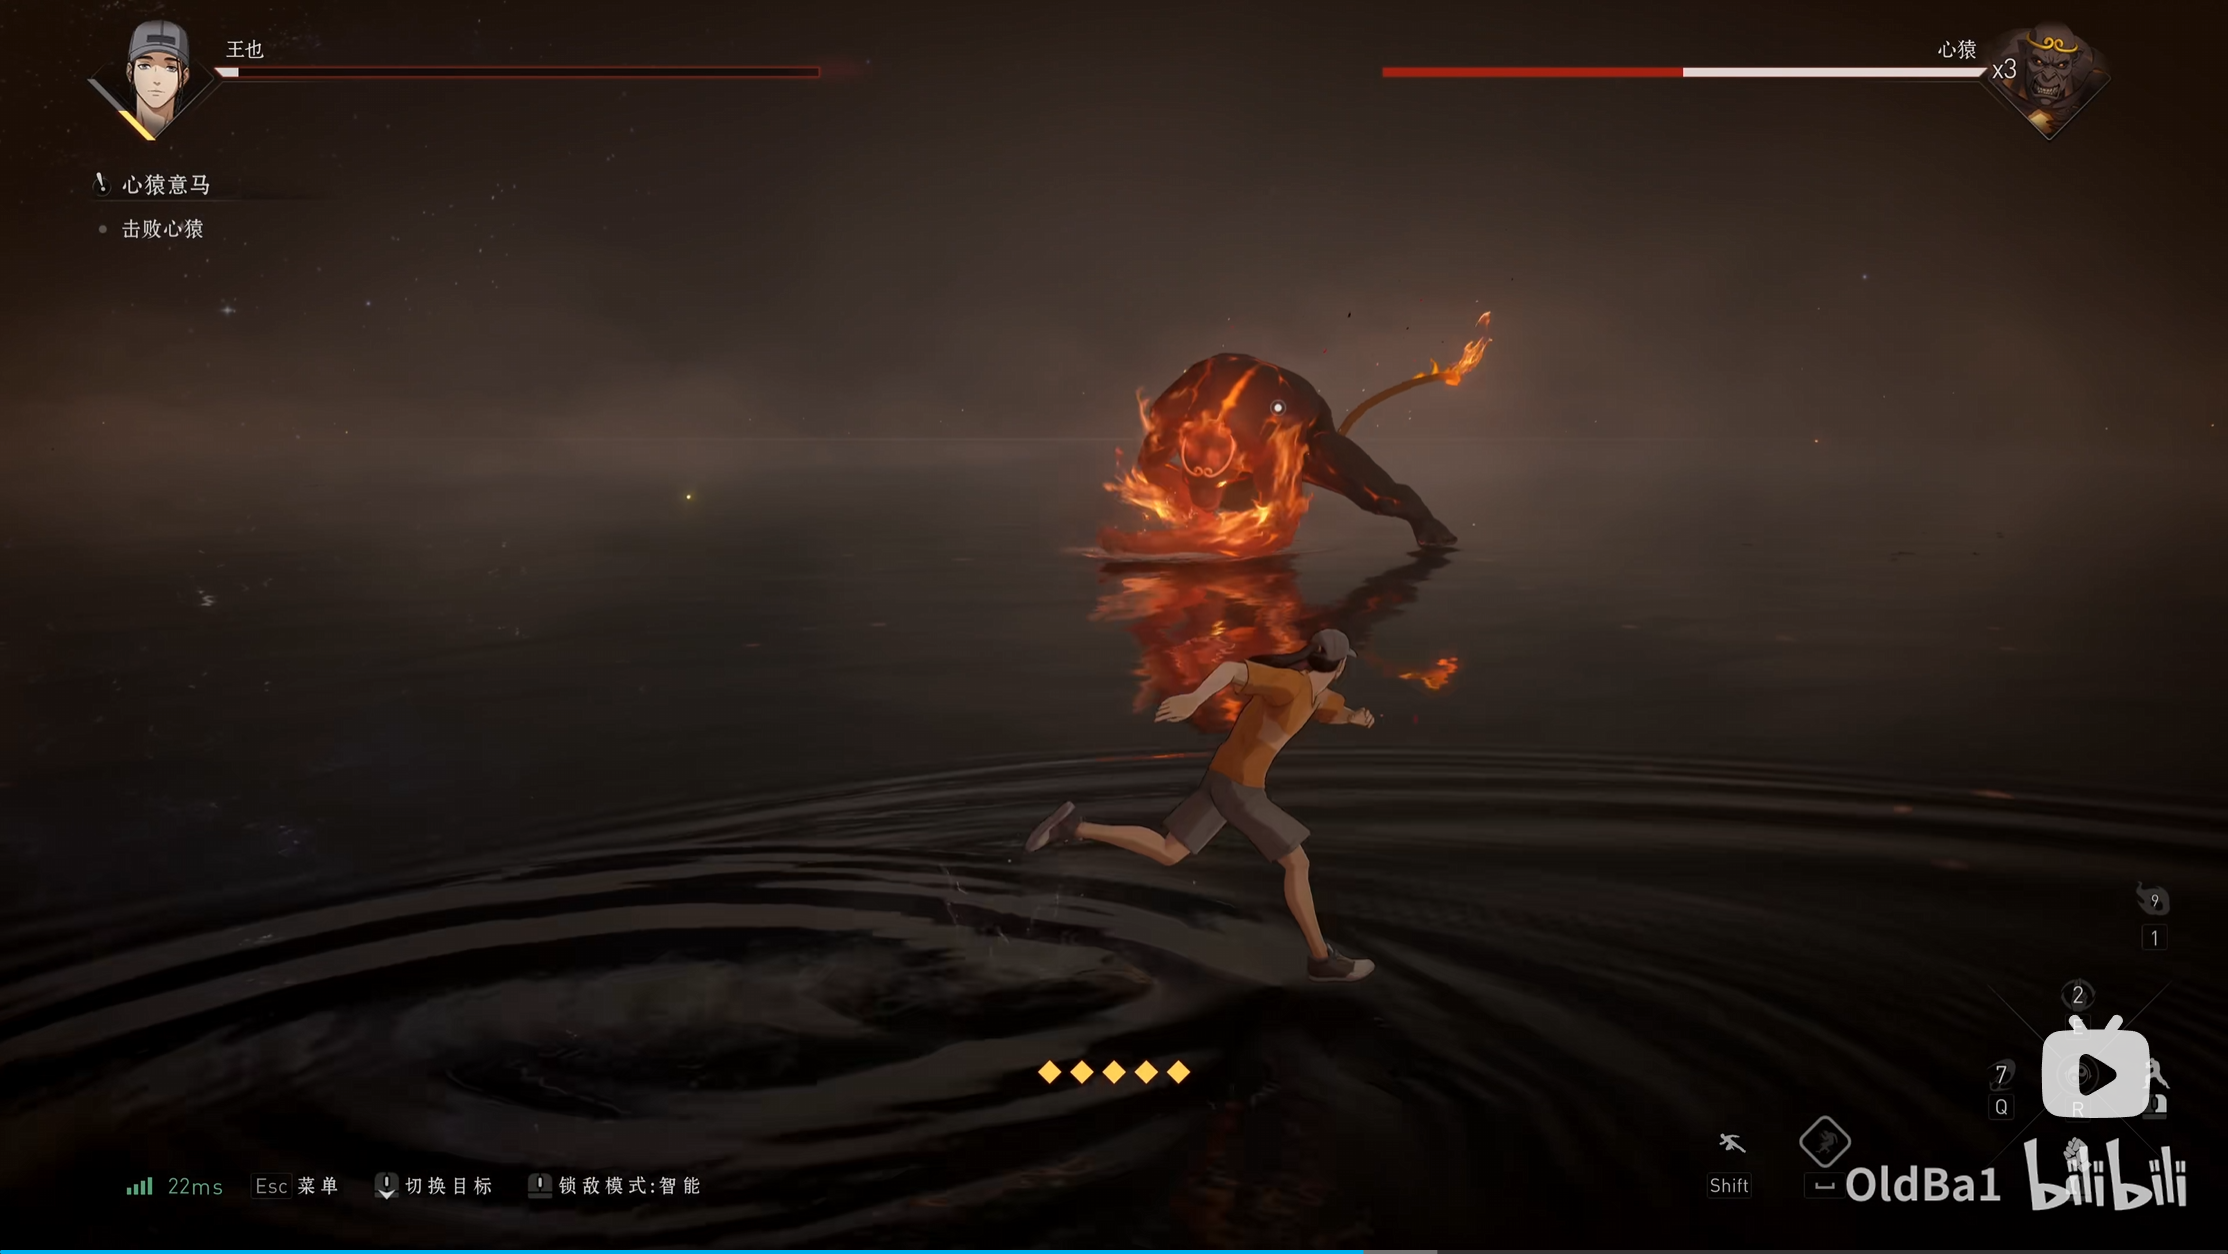 王也
心猿
x3
心猿意马
击败心猿
9
1
2
E
7
Q
R
22ms
Esc 菜单
切换目标
锁敌模式:智能
Shift
OldBa1
bilibili